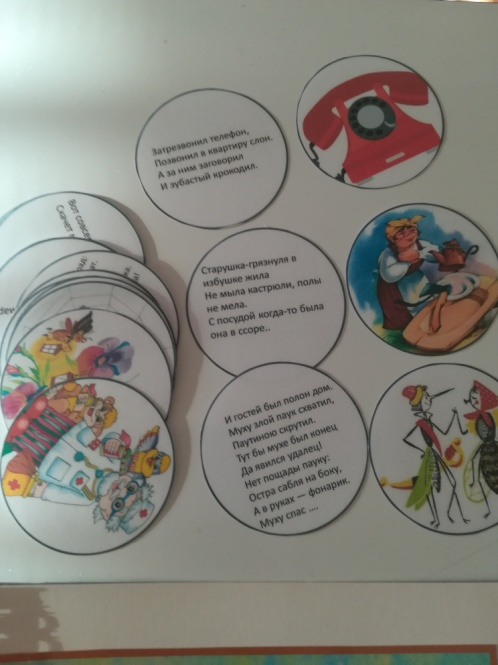 Затрезвонил телефон,
Позвонил в квартиру слон.
А за ним заговорил
И зубастый крокодил.
Вот
Скачет
Старушка-грязнуля в
избушке жила
Не мыла кастрюли, полы
не мела.
С посудой когда-то была
она в ссоре..
И гостей был полон дом.
Муху злой паук схватил,
Паутиною скрутил.
Тут бы мухе был конец
Да явился удалец!
Нет пощады пауку:
Остра сабля на боку,
А в руках — фонарик.
Муху спас ....